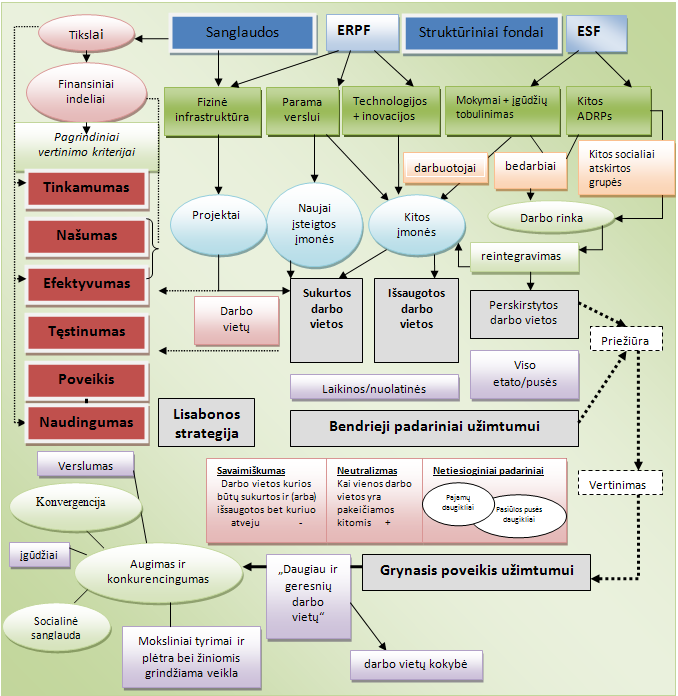 Tikslai
Sanglaudos
ERPF
Struktūriniai fondai
ESF
Finansiniai
indeliai
Fizinė
infrastruktūra
Parama
verslui
Technologijos
+ inovacijos
Mokymai + įgūdžių
tobulinimas
Kitos
ADRPs
Pagrindiniai
vertinimo kriterijai
darbuotojai
bedarbiai
Kitos socialiai
atskirtos
grupės
Tinkamumas
Našumas
Efektyvumas
Tęstinumas
Poveikis
Naudingumas
Projektai
Naujai
įsteigtos
įmonės
Kitos
įmonės
Darbo rinka
reintegravimas
Sukurtos
darbo
vietos
Išsaugotos
darbo
vietos
Perskirstytos
darbo vietos
Darbo
vietų
Priežiūra
Laikinos/nuolatinės
Viso
etato/pusės
Lisabonos
strategija
Bendrieji padariniai užimtumui
Verslumas
Savaimiškumas
Darbo vietos kurios
būtų sukurtos ir (arba)
išsaugotos bet kuriuo
atveju -
Neutralizmas
Kai vienos darbo
vietos yra
pakeičiamos
kitomis +
Netiesioginiai padariniai
Pajamų
daugikliai
Pasiūlos pusės
daugikliai
Vertinimas
Konvergencija
įgūdžiai
Augimas ir
konkurencingumas
„Daugiau ir
geresnių
darbo
vietų“
Grynasis poveikis užimtumui
Socialinė
sanglauda
Moksliniai tyrimai ir
plėtra bei žiniomis
grindžiama veikla
darbo vietų kokybė